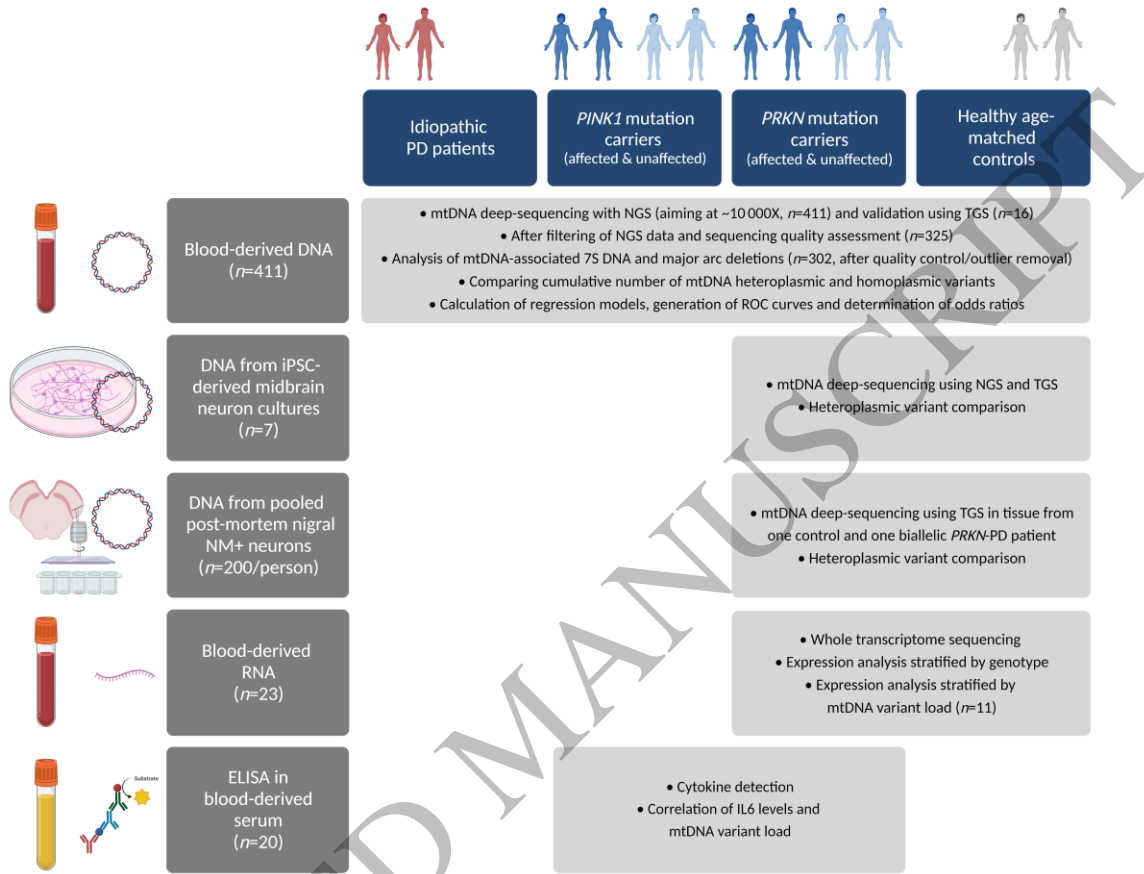 Idiopathic
PD patients
PINK1 mutation
carriers
(affected & unaffected)
PRKN mutation
carriers
(affected & unaffected)
Healthy age-
matched
controls
Blood-derived DNA
(n=411)
• mtDNA deep-sequencing with NGS (aiming at ~10 000X, n=411) and validation using TGS (n=16)
• After filtering of NGS data and sequencing quality assessment (n=325)
• Analysis of mtDNA-associated 7S DNA and major arc deletions (n=302, after quality control/outlier removal)
• Comparing cumulative number of mtDNA heteroplasmic and homoplasmic variants
• Calculation of regression models, generation of ROC curves and determination of odds ratios
DNA from iPSC-
derived midbrain
neuron cultures
(n=7)
• mtDNA deep-sequencing using NGS and TGS
• Heteroplasmic variant comparison
DNA from pooled
post-mortem nigral
NM+ neurons
(n=200/person)
• mtDNA deep-sequencing using TGS in tissue from
one control and one biallelic PRKN-PD patient
• Heteroplasmic variant comparison
Blood-derived
RNA
(n=23)
• Whole transcriptome sequencing
• Expression analysis stratified by genotype
• Expression analysis stratified by
mtDNA variant load (n=11)
Substrate
ELISA in
blood-derived
serum
(n=20)
• Cytokine detection
• Correlation of IL6 levels and
mtDNA variant load
MANUSCRIPT